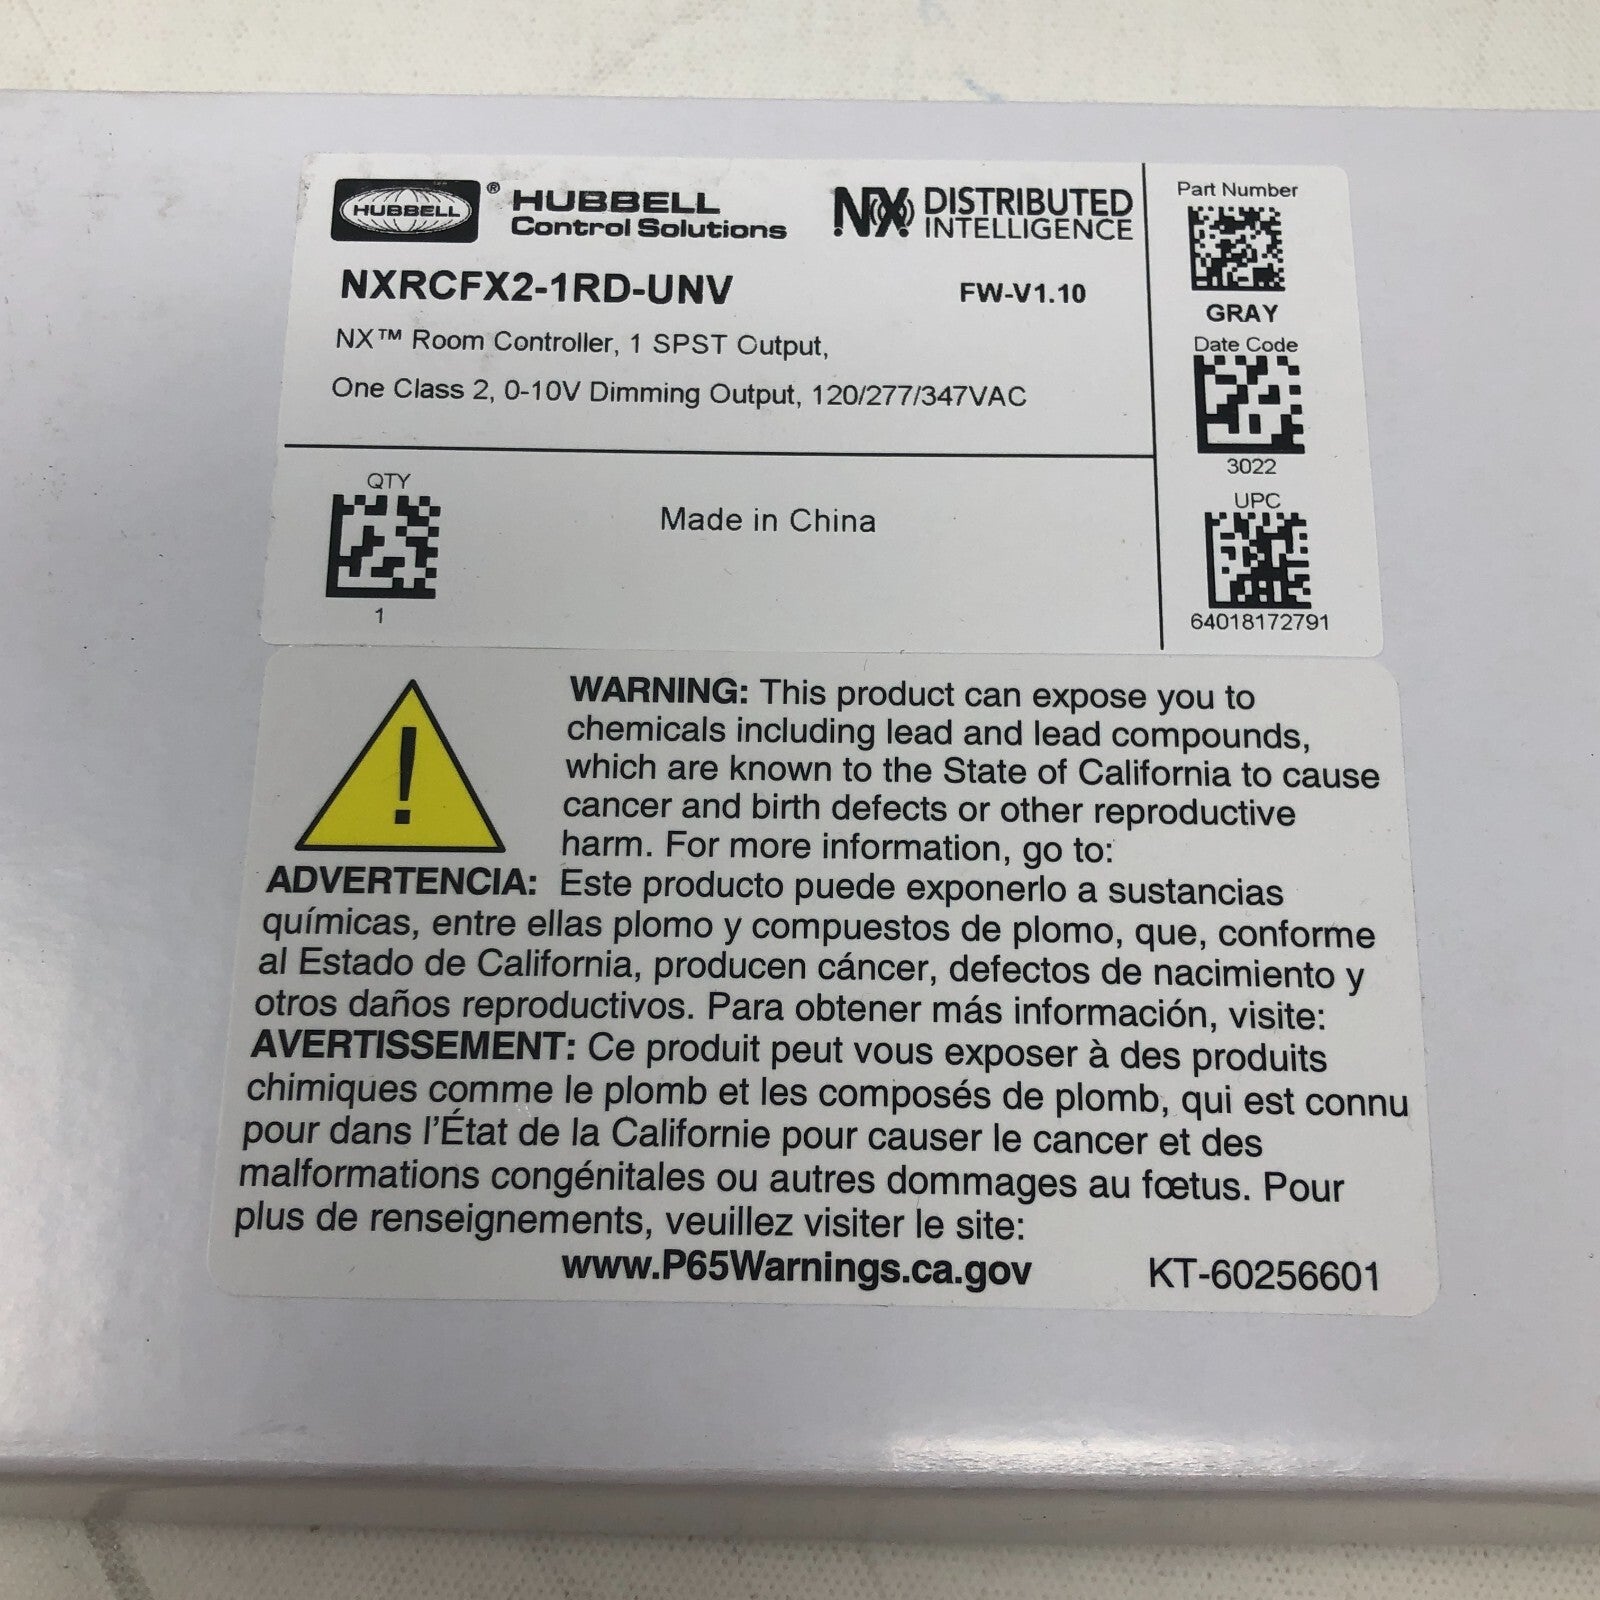 HUBBELL ® HUBBELL
Control Solutions
NX DISTRIBUTED
INTELLIGENCE
NXRCFX2-1RD-UNV FW-V1.10
NX™ Room Controller, 1 SPST Output,
One Class 2, 0-10V Dimming Output, 120/277/347VAC
Part Number
GRAY
Date Code
3022
UPC
64018172791
QTY
1
Made in China
WARNING: This product can expose you to
chemicals including lead and lead compounds,
which are known to the State of California to cause
cancer and birth defects or other reproductive
harm. For more information, go to:
ADVERTENCIA: Este producto puede exponerlo a sustancias
químicas, entre ellas plomo y compuestos de plomo, que, conforme
al Estado de California, producen cáncer, defectos de nacimiento y
otros daños reproductivos. Para obtener más información, visite:
AVERTISSEMENT: Ce produit peut vous exposer à des produits
chimiques comme le plomb et les composés de plomb, qui est connu
pour dans l'État de la Californie pour causer le cancer et des
malformations congénitales ou autres dommages au fœtus. Pour
plus de renseignements, veuillez visiter le site:
www.P65Warnings.ca.gov KT-60256601